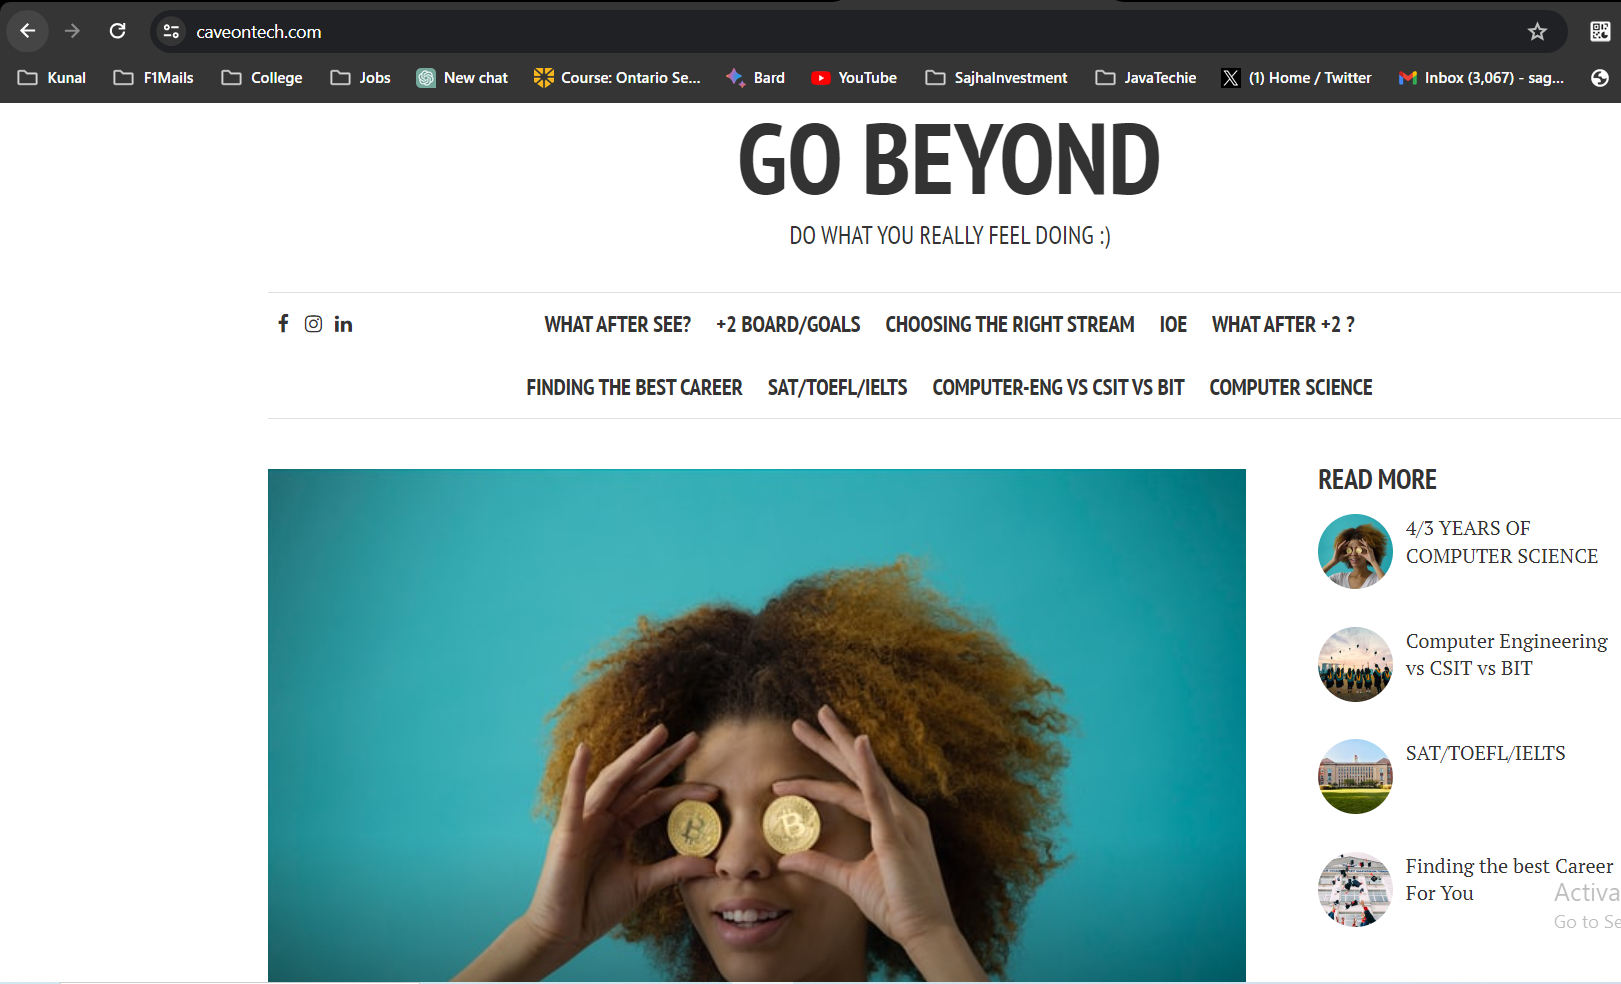 caveontech.com
Kunal F1Mails College Jobs New chat Course: Ontario Se... Bard YouTube SajhaInvestment JavaTechie (1) Home / Twitter Inbox (3,067) - sag...
GO BEYOND
DO WHAT YOU REALLY FEEL DOING :)
WHAT AFTER SEE? +2 BOARD/GOALS CHOOSING THE RIGHT STREAM IOE WHAT AFTER +2 ?
FINDING THE BEST CAREER SAT/TOEFL/IELTS COMPUTER-ENG VS CSIT VS BIT COMPUTER SCIENCE
READ MORE
4/3 YEARS OF
COMPUTER SCIENCE
Computer Engineering
vs CSIT vs BIT
SAT/TOEFL/IELTS
Finding the best Career
For You
Activa
Go to Se